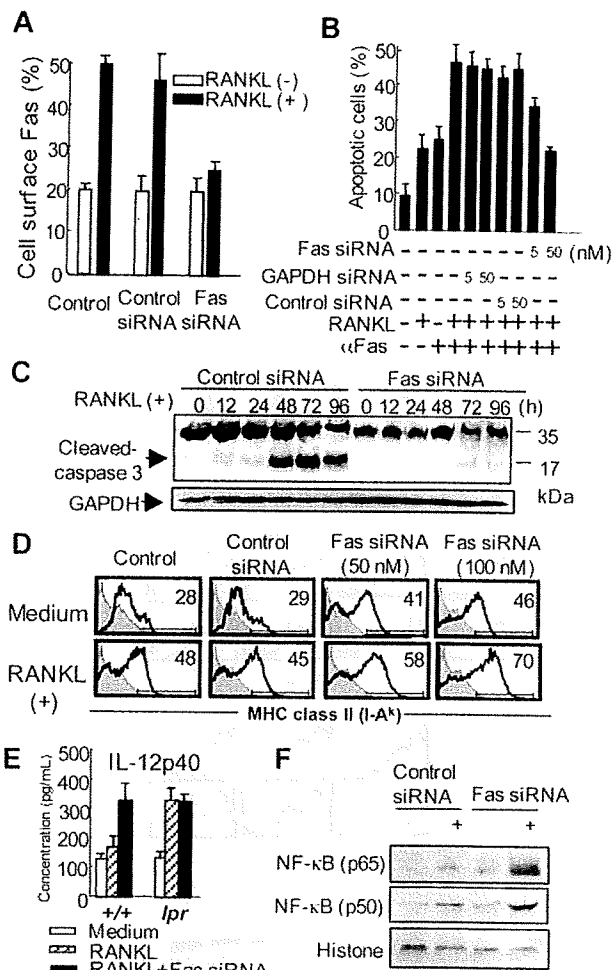 A
Cell surface Fas (%)
50
40
30
20
10
0
RANKL (-)
RANKL (+)
Control
Control siRNA
Fas siRNA
B
Apoptotic cells (%)
50
40
30
20
10
0
Fas siRNA - - - - - - - - 5 50 (nM)
GAPDH siRNA - - - - 5 50 - - - -
Control siRNA - - - - - - 5 50 - -
RANKL - + - + + + + + + +
αFas - - + + + + + + + +
C
Control siRNA Fas siRNA
RANKL (+) 0 12 24 48 72 96 0 12 24 48 72 96 (h)
35
Cleaved-caspase 3
17
GAPDH
kDa
D
Control
Control siRNA
Fas siRNA (50 nM)
Fas siRNA (100 nM)
Medium 28 29 41 46
RANKL (+) 48 45 58 70
MHC class II (I-Aᵏ)
E
IL-12p40
Concentration (pg/mL)
500
400
300
200
100
0
+/+ lpr
Medium
RANKL
RANKL+Fas siRNA
F
Control siRNA Fas siRNA
- + - +
NF-κB (p65)
NF-κB (p50)
Histone